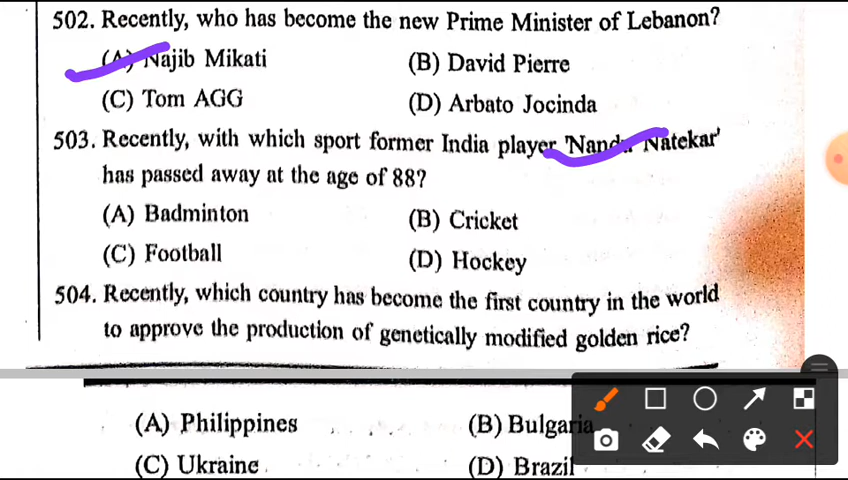 502. Recently, who has become the new Prime Minister of Lebanon?
(A) Najib Mikati (B) David Pierre
(C) Tom AGG (D) Arbato Jocinda
503. Recently, with which sport former India player 'Nandu Natekar'
has passed away at the age of 88?
(A) Badminton (B) Cricket
(C) Football (D) Hockey
504. Recently, which country has become the first country in the world
to approve the production of genetically modified golden rice?
(A) Philippines (B) Bulgaria
(C) Ukraine (D) Brazil